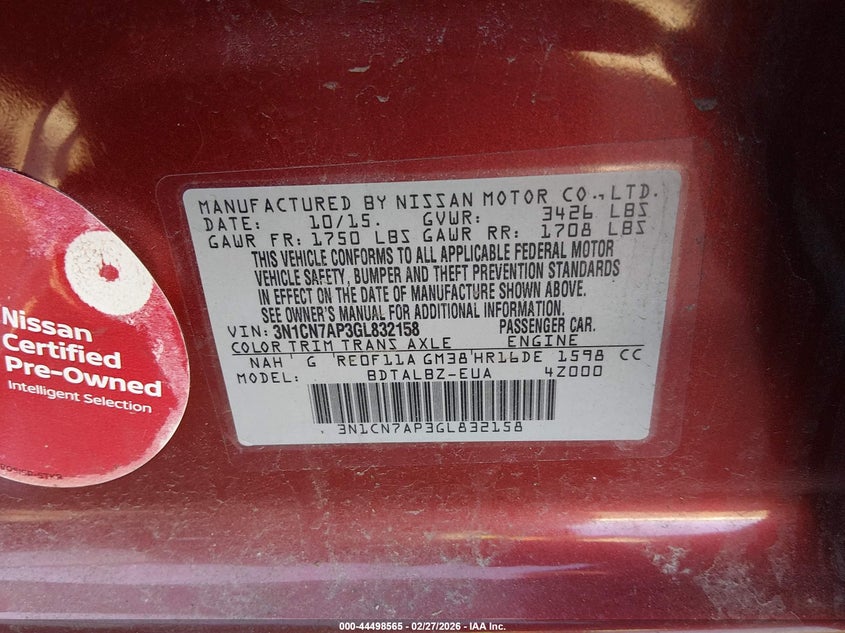 MANUFACTURED BY NISSAN MOTOR CO., LTD.
DATE: 10/15. GVWR: 3426 LBS
GAWR FR: 1750 LBS GAWR RR: 1708 LBS
THIS VEHICLE CONFORMS TO ALL APPLICABLE FEDERAL MOTOR
VEHICLE SAFETY, BUMPER AND THEFT PREVENTION STANDARDS
IN EFFECT ON THE DATE OF MANUFACTURE SHOWN ABOVE.
SEE OWNER'S MANUAL FOR ADDITIONAL INFORMATION.
VIN: 3N1CN7AP3GL832158 PASSENGER CAR.
COLOR TRIM TRANS AXLE ENGINE
NAH ' G 'RE0F11A GM38'HR16DE 1598 CC
MODEL: BDTALBZ-EUA 4Z000
3N1CN7AP3GL832158
Nissan
Certified
Pre-Owned
Intelligent Selection
000-44498565 — 02/27/2026 — IAA Inc.